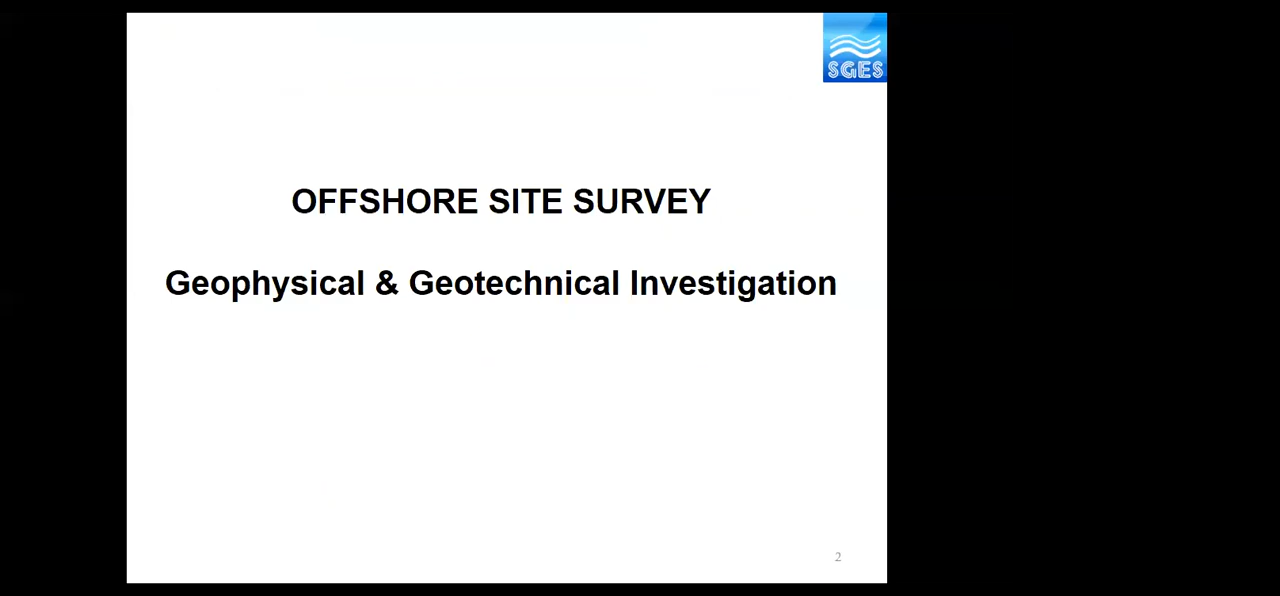 SGES
OFFSHORE SITE SURVEY
Geophysical & Geotechnical Investigation
2